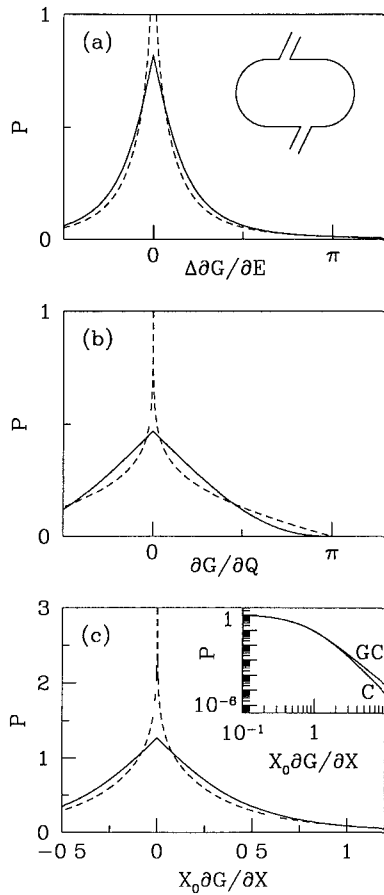 (a)
P
1
0
0
π
Δ∂G/∂E
(b)
P
1
0
0
π
∂G/∂Q
(c)
P
3
2
1
0
-0 5
0
0 5
1
X₀∂G/∂X
P
1
10⁻⁶
10⁻¹
1
GC
C
X₀∂G/∂X